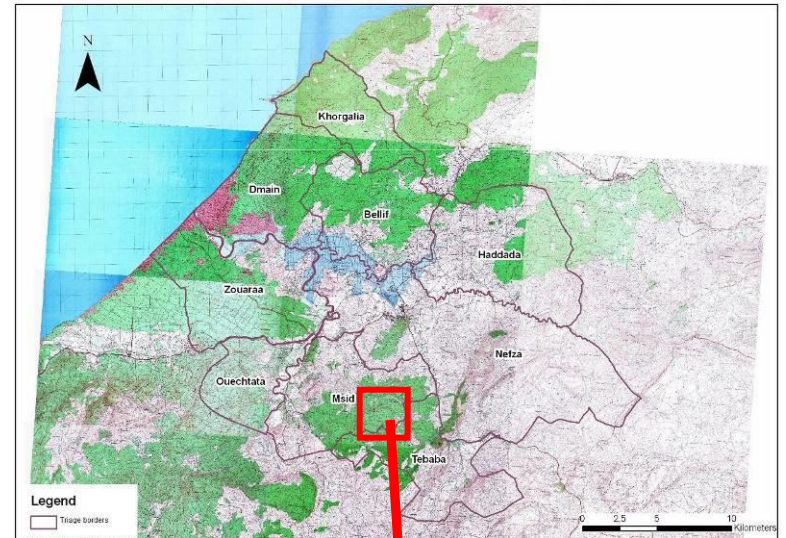 N
Khorgalia
Dmain
Bellif
Haddada
Zouaraa
Nefza
Ouechtata
Msid
Tebaba
Legend
Triage borders
0 2.5 5 10
Kilometers